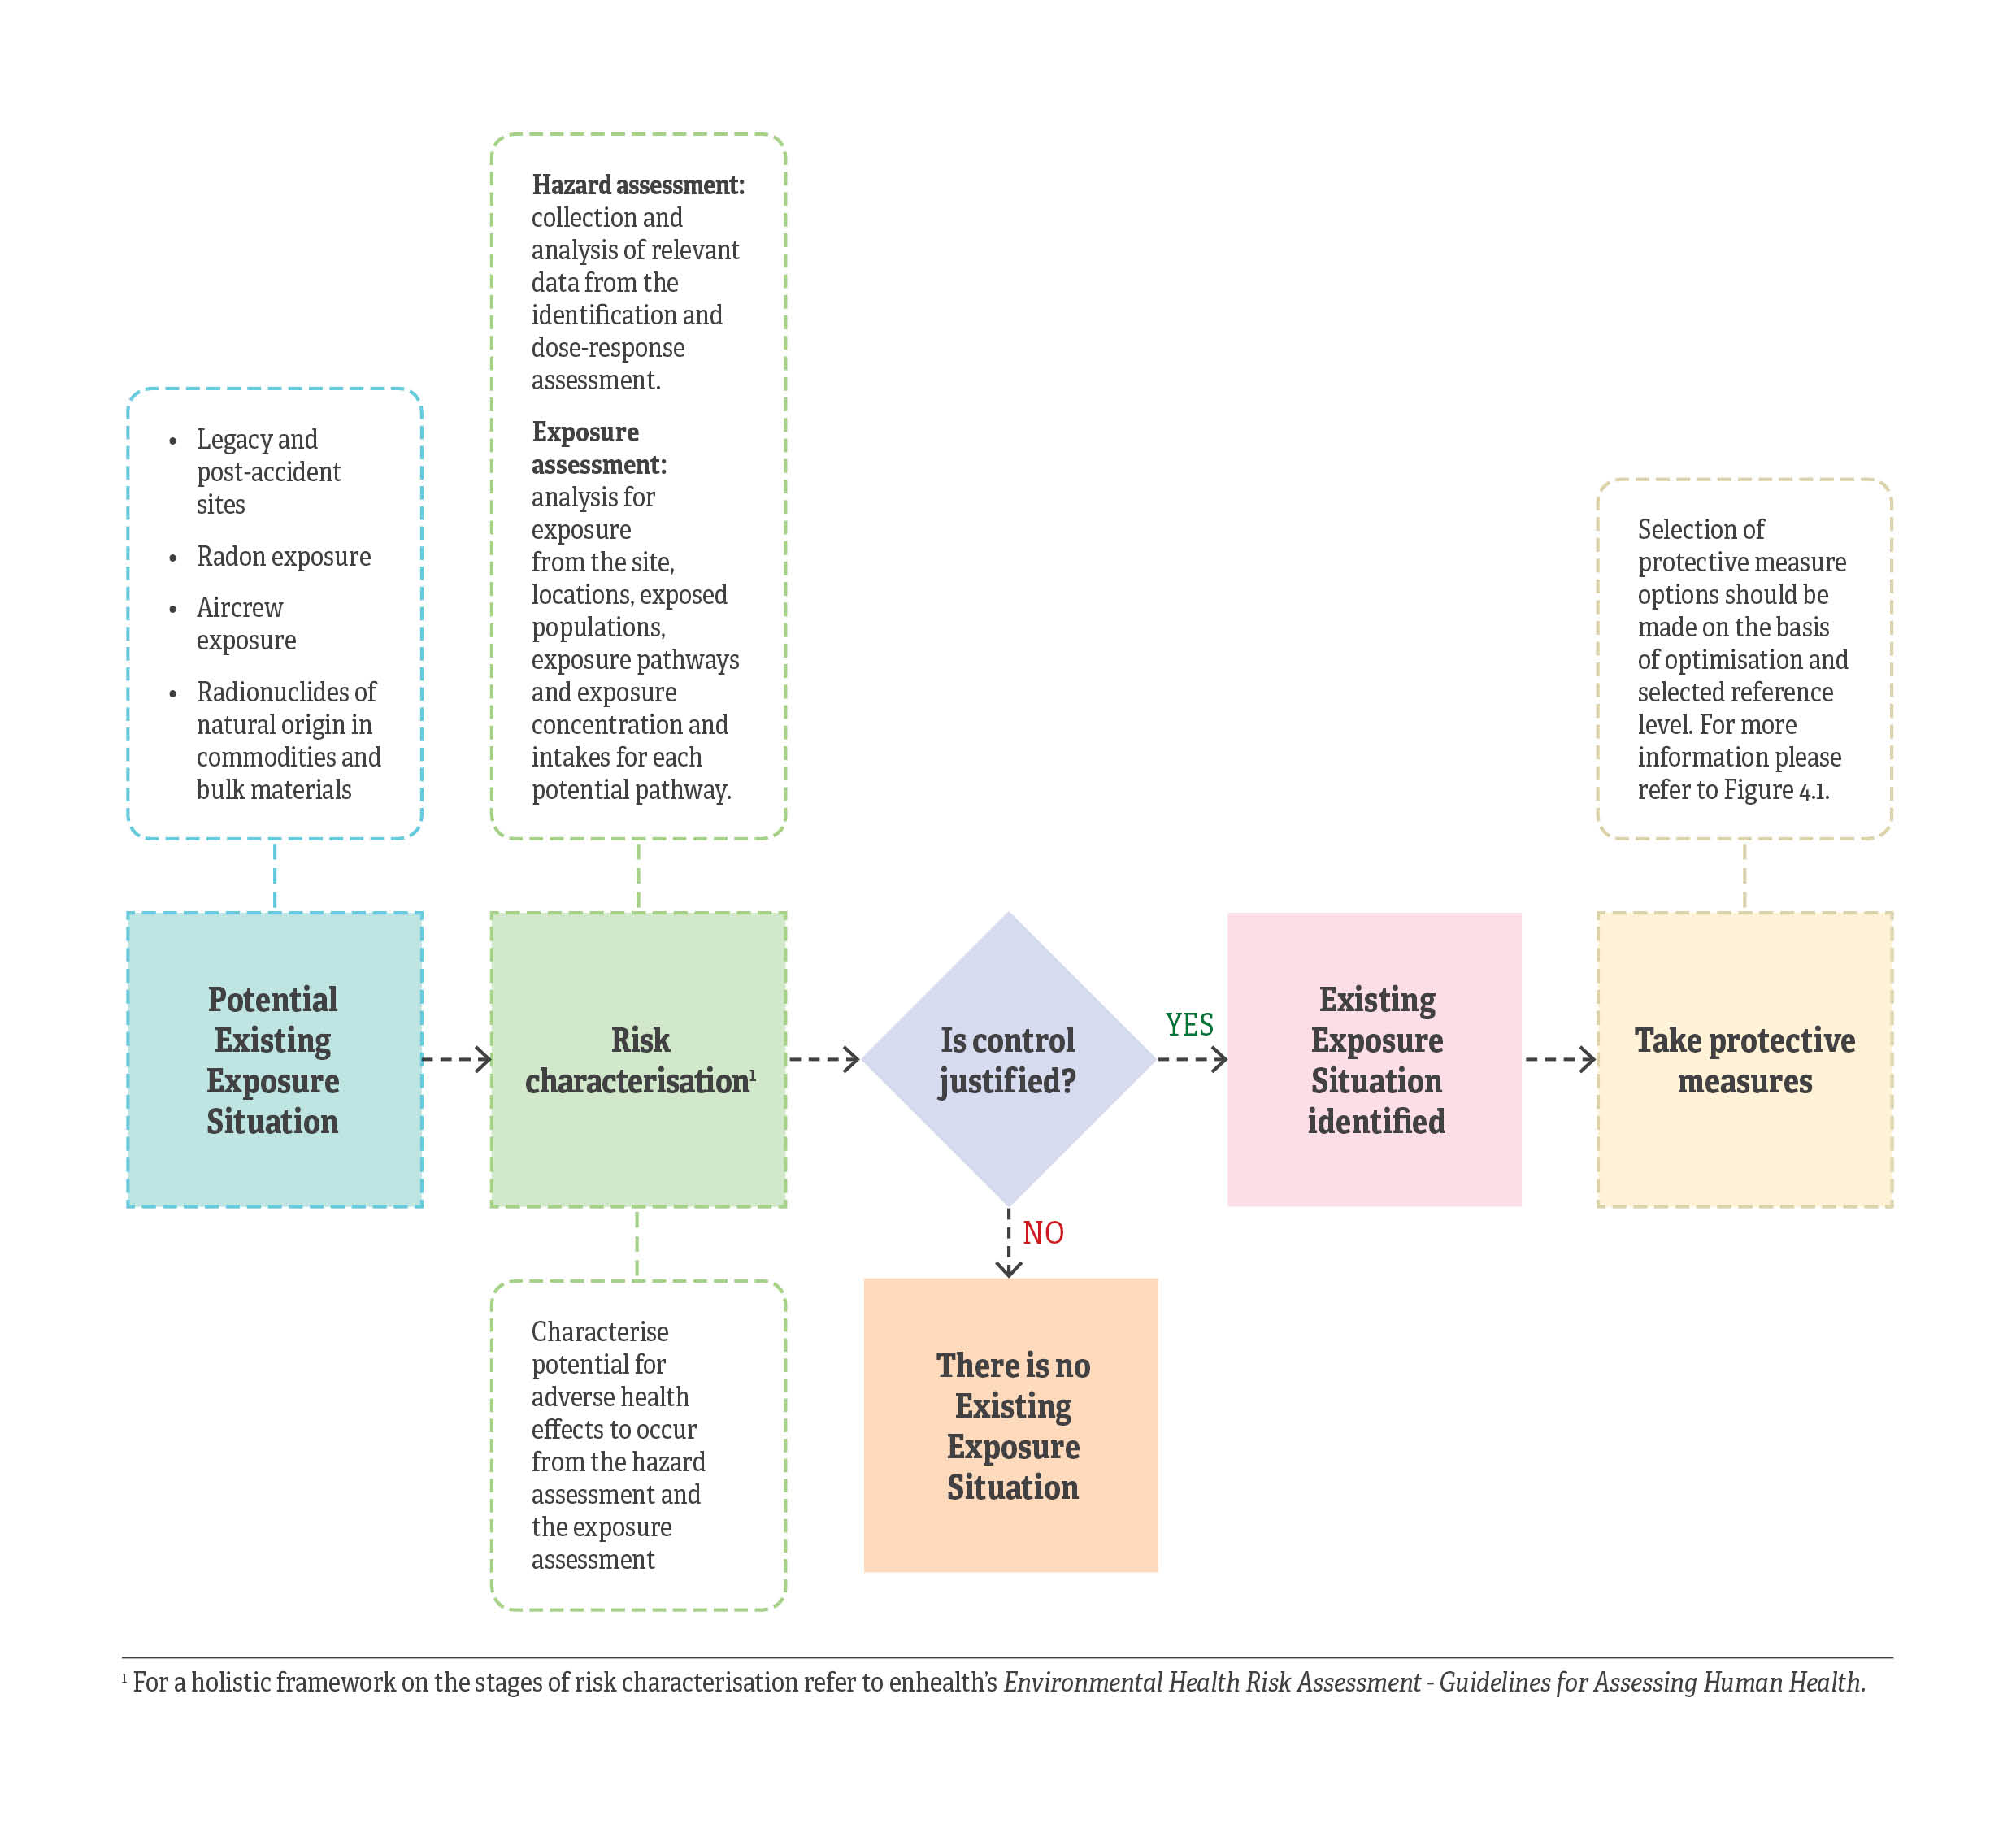 Hazard assessment:
collection and
analysis of relevant
data from the
identification and
dose-response
assessment.
Exposure
assessment:
analysis for
exposure
from the site,
locations, exposed
populations,
exposure pathways
and exposure
concentration and
intakes for each
potential pathway.
• Legacy and
post-accident
sites
• Radon exposure
• Aircrew
exposure
• Radionuclides of
natural origin in
commodities and
bulk materials
Selection of
protective measure
options should be
made on the basis
of optimisation and
selected reference
level. For more
information please
refer to Figure 4.1.
Potential
Existing
Exposure
Situation
Risk
characterisation¹
Is control
justified?
YES
Existing
Exposure
Situation
identified
Take protective
measures
NO
There is no
Existing
Exposure
Situation
Characterise
potential for
adverse health
effects to occur
from the hazard
assessment and
the exposure
assessment
¹ For a holistic framework on the stages of risk characterisation refer to enhealth’s Environmental Health Risk Assessment - Guidelines for Assessing Human Health.